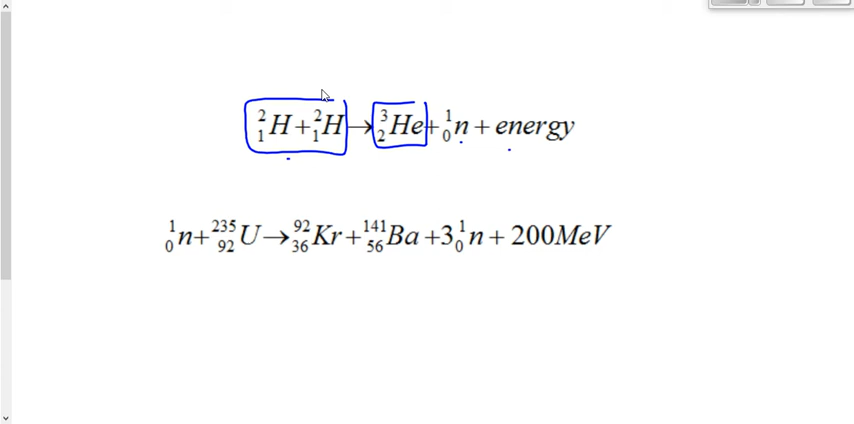 ²₁H + ²₁H → ³₂He + ¹₀n + energy
¹₀n + ²³⁵₉₂U → ⁹²₃₆Kr + ¹⁴¹₅₆Ba + 3¹₀n + 200MeV